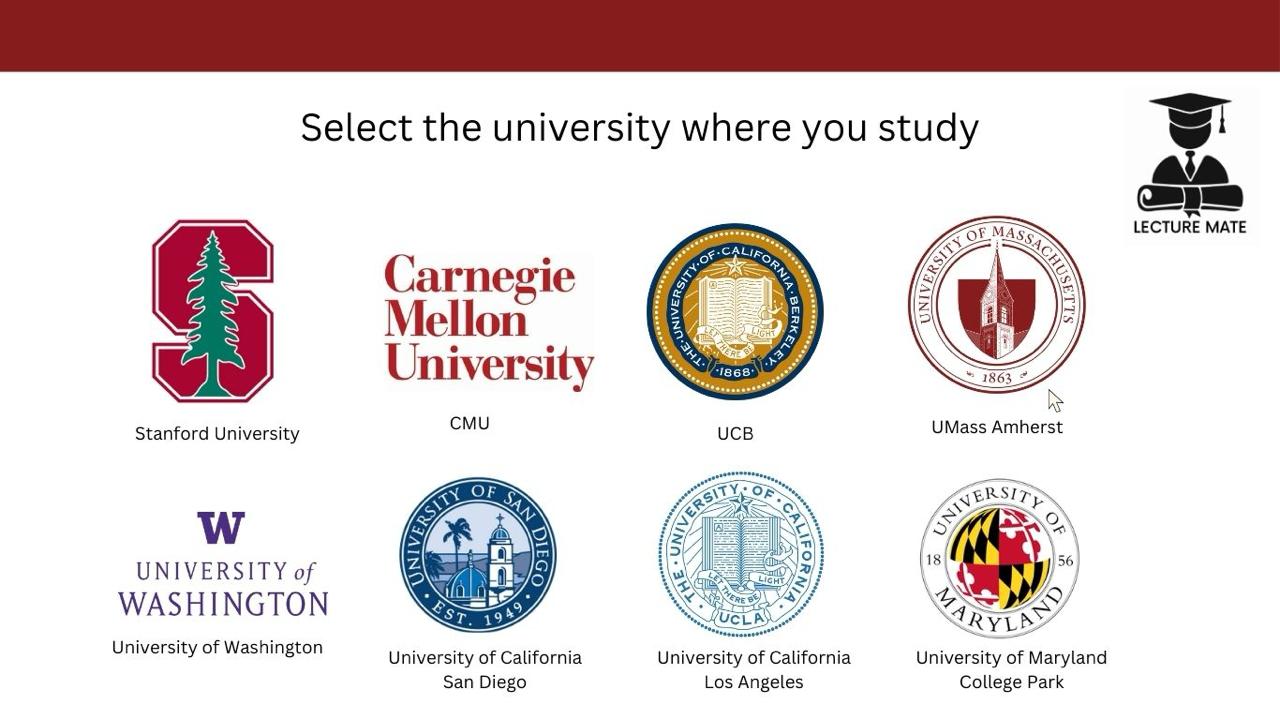 Select the university where you study
LECTURE MATE
Carnegie
Mellon
University
THE·UNIVERSITY·OF·CALIFORNIA·BERKELEY·
A
LET THERE BE LIGHT
·1868·
UNIVERSITY OF MASSACHUSETTS
1863
Stanford University
CMU
UCB
UMass Amherst
W
UNIVERSITY of
WASHINGTON
UNIVERSITY OF SAN DIEGO
EST. 1949
THE·UNIVERSITY·OF·CALIFORNIA
A
LET THERE BE LIGHT
UCLA
UNIVERSITY OF
18 56
MARYLAND
University of Washington
University of California
San Diego
University of California
Los Angeles
University of Maryland
College Park